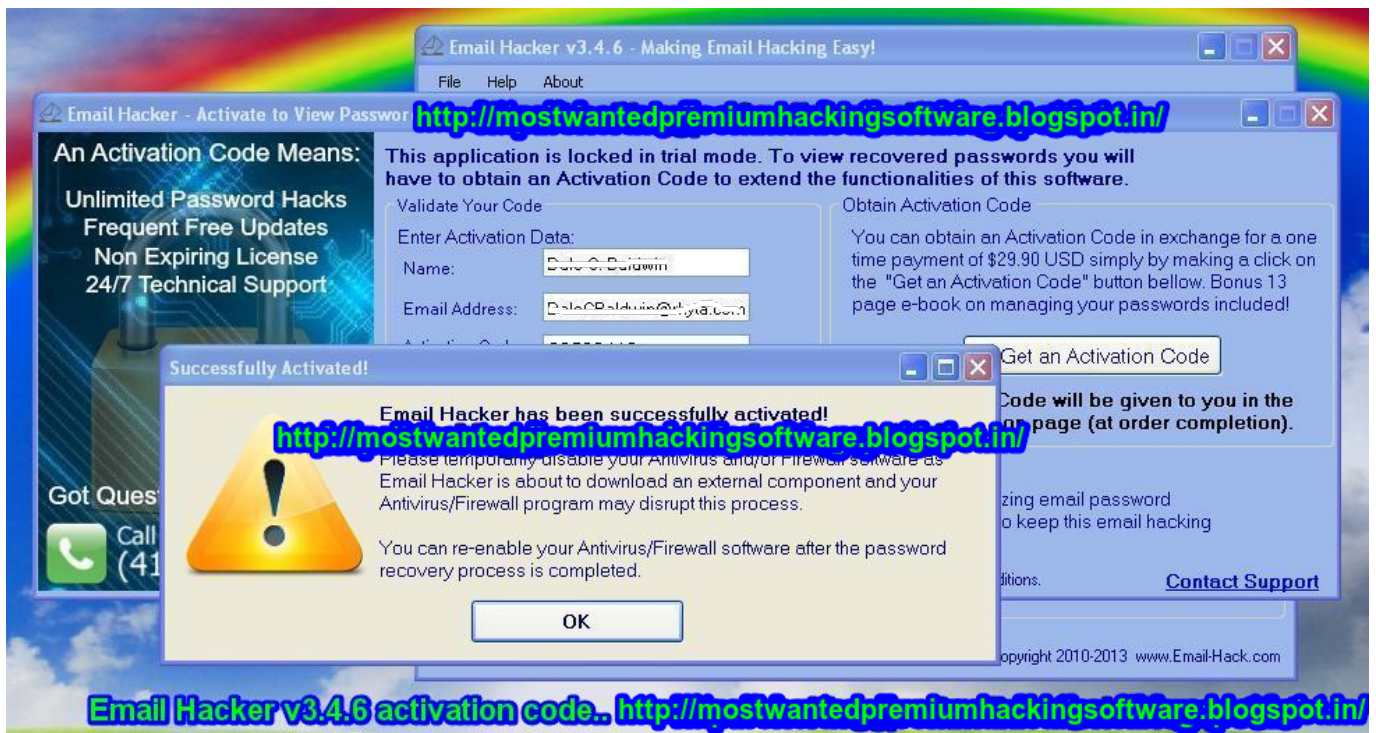 Email Hacker v3.4.6 - Making Email Hacking Easy!
File Help About
Email Hacker - Activate to View Passwor
http://mostwantedpremiumhackingsoftware.blogspot.in/
An Activation Code Means:
Unlimited Password Hacks
Frequent Free Updates
Non Expiring License
24/7 Technical Support
This application is locked in trial mode. To view recovered passwords you will
have to obtain an Activation Code to extend the functionalities of this software.
Validate Your Code
Enter Activation Data:
Name:
Email Address:
Obtain Activation Code
You can obtain an Activation Code in exchange for a one
time payment of $29.90 USD simply by making a click on
the "Get an Activation Code" button bellow. Bonus 13
page e-book on managing your passwords included!
Get an Activation Code
Code will be given to you in the
page (at order completion).
Successfully Activated!
Email Hacker has been successfully activated!
http://mostwantedpremiumhackingsoftware.blogspot.in/
Please temporarily disable your Antivirus and/or Firewall software as
Email Hacker is about to download an external component and your
Antivirus/Firewall program may disrupt this process.
You can re-enable your Antivirus/Firewall software after the password
recovery process is completed.
OK
Got Ques
Call
(41
zing email password
o keep this email hacking
ditions.
Contact Support
opyright 2010-2013 www.Email-Hack.com
Email Hacker v3.4.6 activation code.. http://mostwantedpremiumhackingsoftware.blogspot.in/